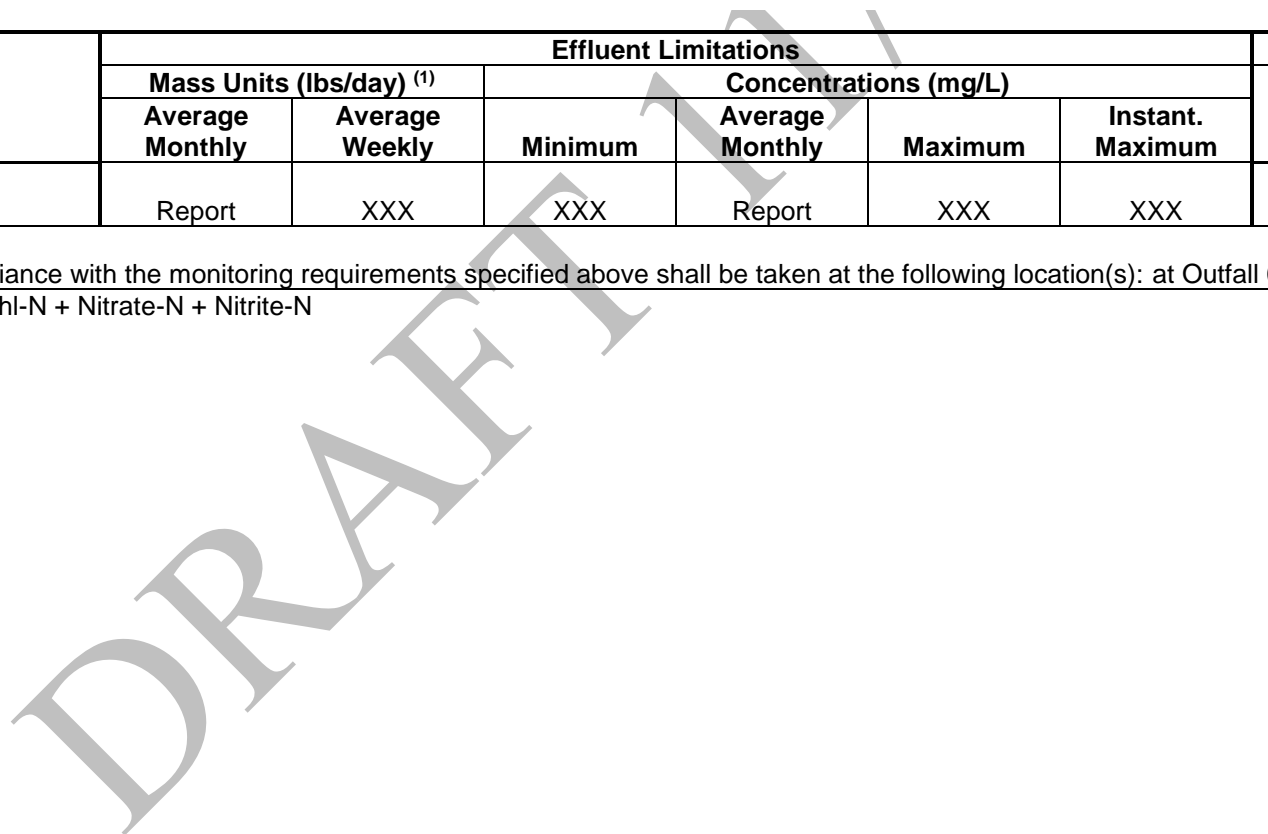 Effluent Limitations
Mass Units (lbs/day) (1) Concentrations (mg/L)
Average Monthly Average Weekly Minimum Average Monthly Maximum Instant. Maximum
Report XXX XXX Report XXX XXX
with the monitoring requirements specified above shall be taken at the following location(s): at Outfall
+ Nitrate-N + Nitrite-N
DRAFT